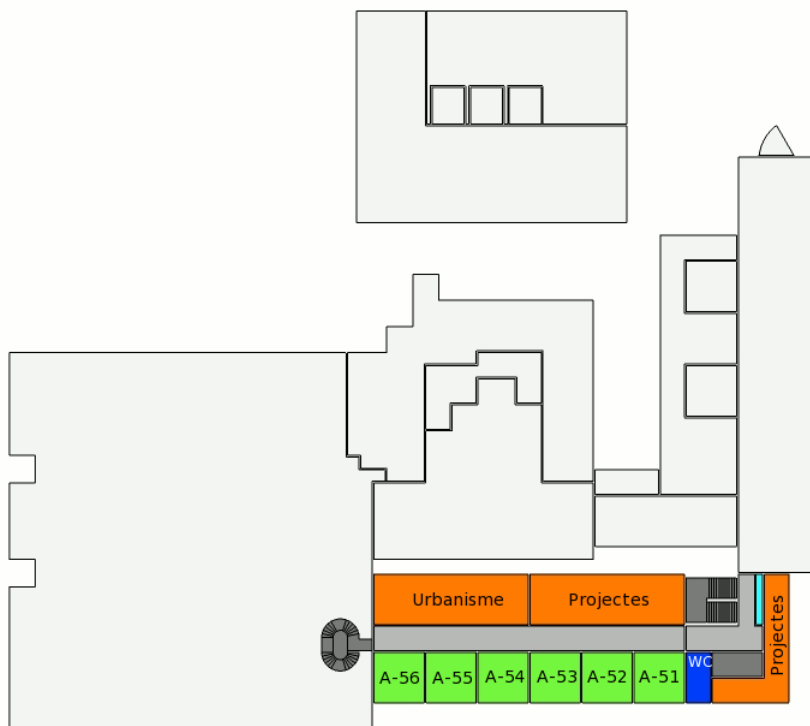 Urbanisme
Projectes
Projectes
A-56
A-55
A-54
A-53
A-52
A-51
WC